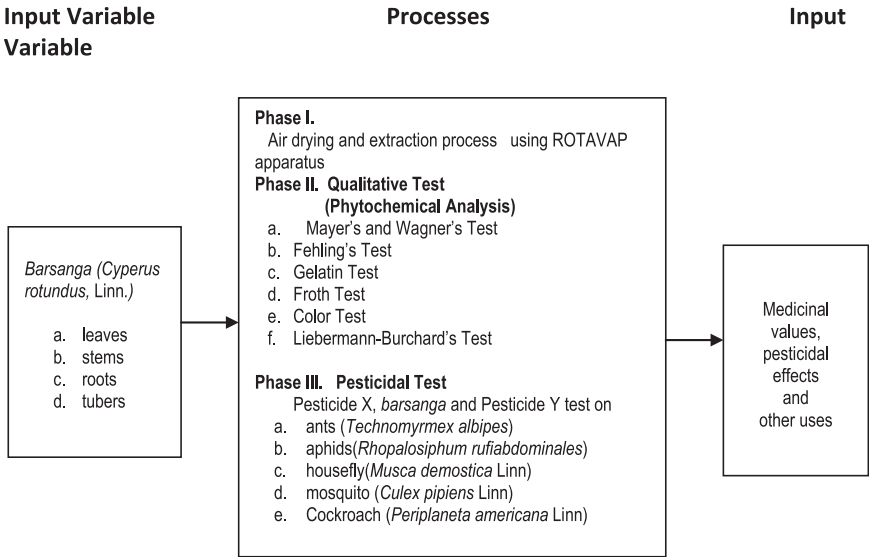 Input Variable Processes Input
Variable
Barsanga (Cyperus
rotundus, Linn.)
a. leaves
b. stems
c. roots
d. tubers
Phase I.
Air drying and extraction process using ROTAVAP
apparatus
Phase II. Qualitative Test
(Phytochemical Analysis)
a. Mayer's and Wagner's Test
b. Fehling's Test
c. Gelatin Test
d. Froth Test
e. Color Test
f. Liebermann-Burchard's Test
Phase III. Pesticidal Test
Pesticide X, barsanga and Pesticide Y test on
a. ants (Technomyrmex albipes)
b. aphids(Rhopalosiphum rufiabdominales)
c. housefly(Musca demostica Linn)
d. mosquito (Culex pipiens Linn)
e. Cockroach (Periplaneta americana Linn)
Medicinal
values,
pesticidal
effects
and
other uses